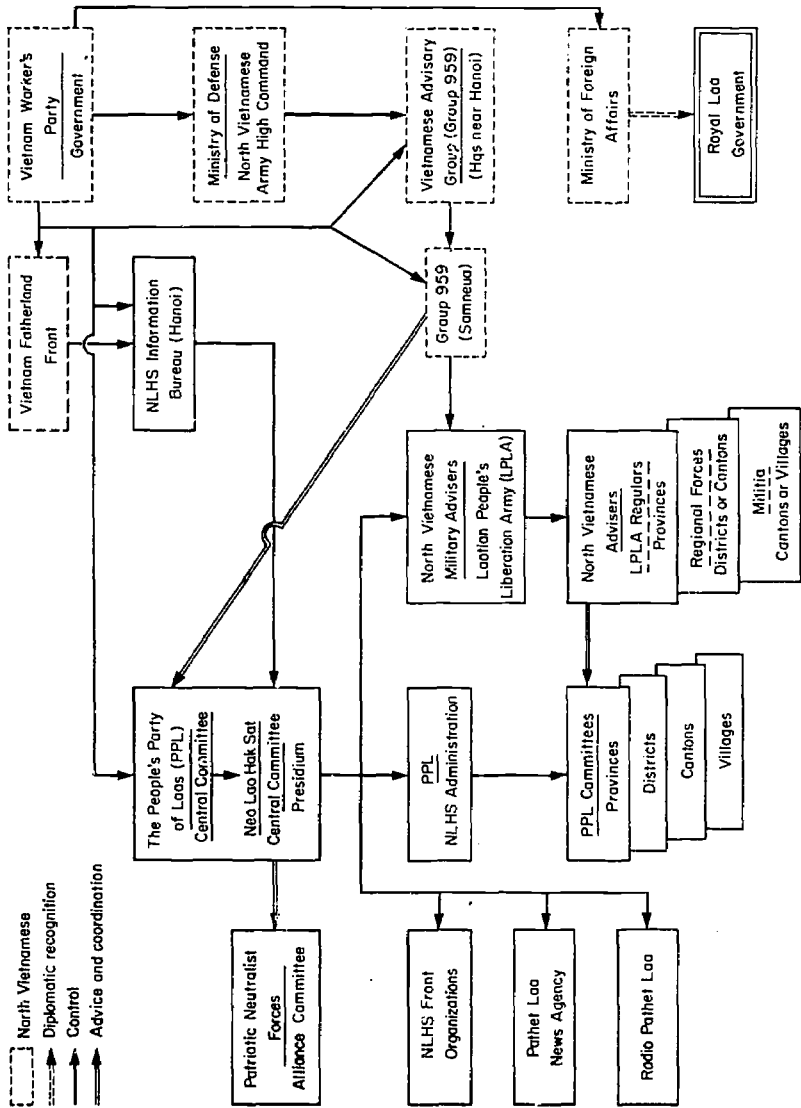 North Vietnamese
Diplomatic recognition
Control
Advice and coordination
Vietnam Fatherland
Front
Vietnam Worker's
Party
Government
The People's Party
of Laos (PPL)
Central Committee
Neo Lao Hak Sat
Central Committee
Presidium
NLHS Information
Bureau (Hanoi)
Ministry of Defense
North Vietnamese
Army High Command
Patriotic Neutralist
Forces
Alliance Committee
NLHS Front
Organizations
PPL
NLHS Administration
North Vietnamese
Military Advisers
Laotian People's
Liberation Army (LPLA)
Group 959
(Samneua)
Vietnamese Advisory
Group (Group 959)
(Hqs near Hanoi)
Pathet Lao
News Agency
Radio Pathet Lao
PPL Committees
Provinces
Districts
Cantons
Villages
North Vietnamese
Advisers
LPLA Regulars
Provinces
Regional Forces
Districts or Cantons
Militia
Cantons or Villages
Ministry of Foreign
Affairs
Royal Lao
Government